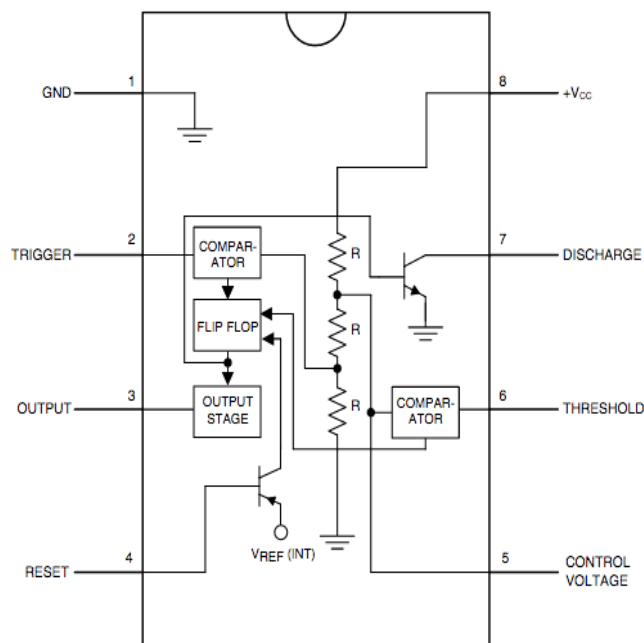 1
GND
8
+VCC
2
TRIGGER
COMPAR-
ATOR
R
7
DISCHARGE
FLIP FLOP
R
3
OUTPUT
OUTPUT
STAGE
R
COMPAR-
ATOR
6
THRESHOLD
VREF (INT)
4
RESET
5
CONTROL
VOLTAGE